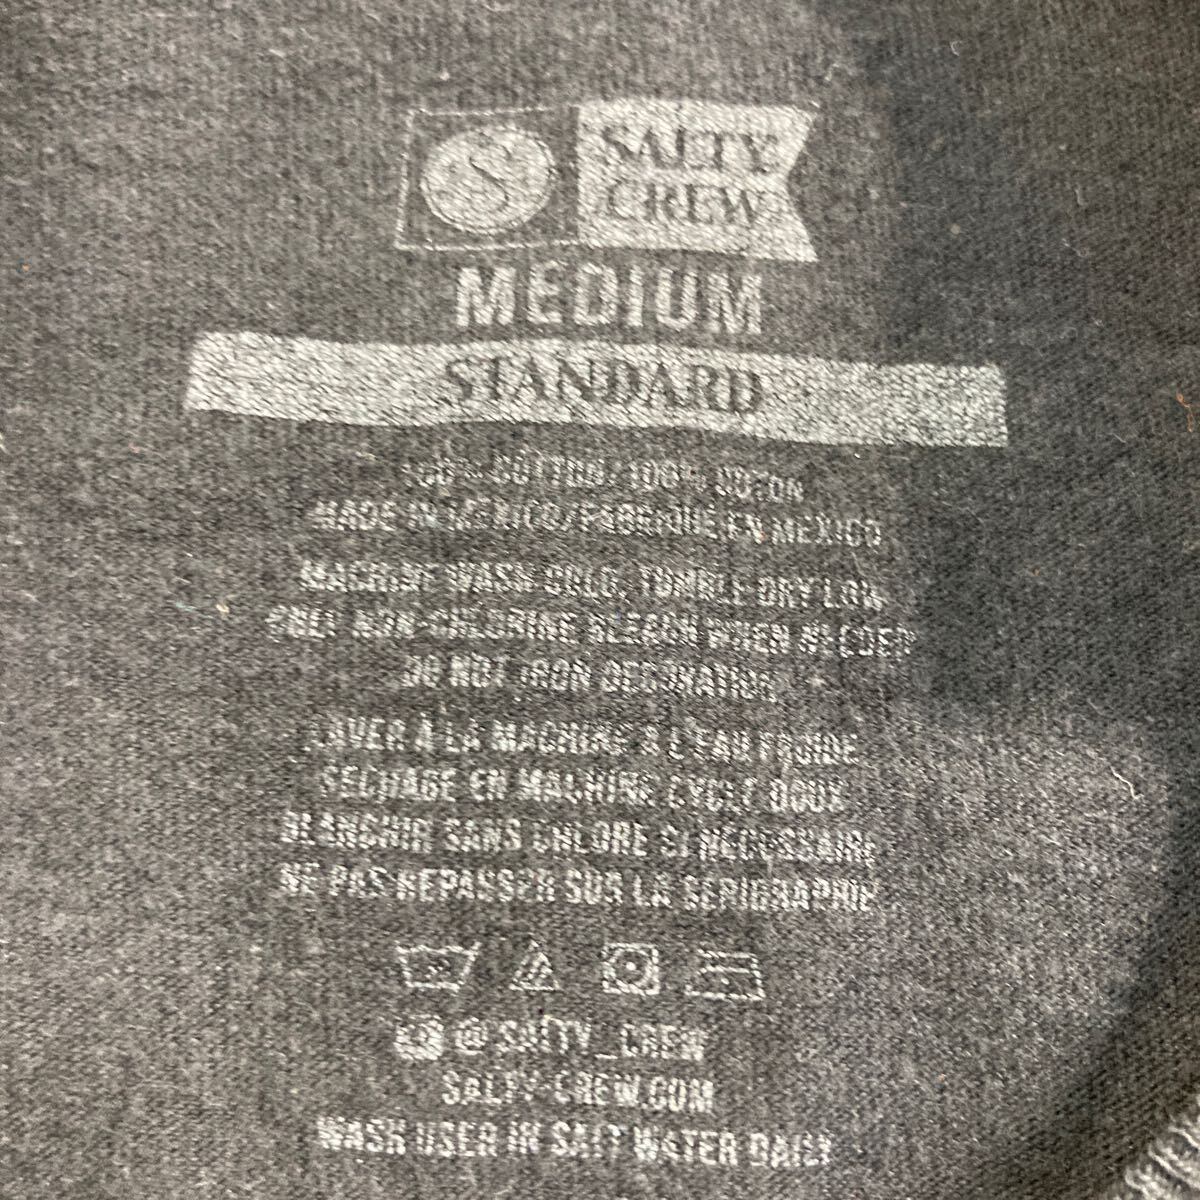 S
SALTY
CREW
MEDIUM
STANDARD
100% COTTON/100% COTON
MADE IN MEXICO/FABRIQUE EN MEXICO
MACHINE WASH COLD, TUMBLE DRY LOW
ONLY NON-CHLORINE BLEACH WHEN NEEDED
DO NOT IRON DECORATION
LAVER À LA MACHINE À L'EAU FROIDE
SECHAGE EN MACHINE CYCLE DOUX
BLANCHIR SANS CHLORE SI NECESSAIRE
NE PAS REPASSER SUR LA SERIGRAPHIE
@SALTY_CREW
SALTY-CREW.COM
WASH USER IN SALT WATER DAILY